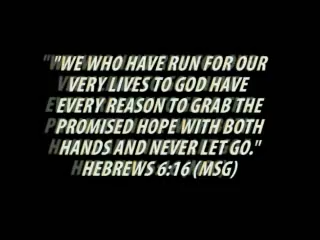 "WE WHO HAVE RUN FOR OUR
VERY LIVES TO GOD HAVE
EVERY REASON TO GRAB THE
PROMISED HOPE WITH BOTH
HANDS AND NEVER LET GO."
HEBREWS 6:16 (MSG)